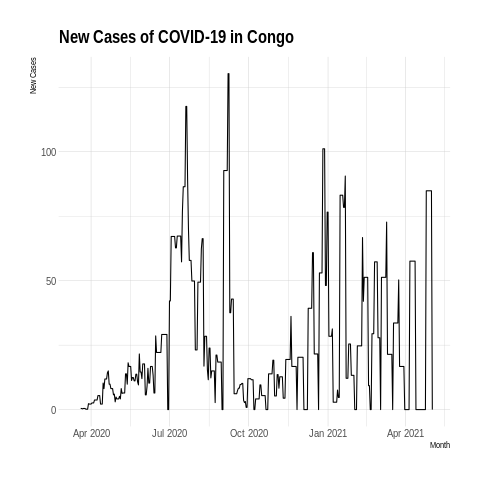 New Cases of COVID-19 in Congo
New Cases
100
50
0
Apr 2020 Jul 2020 Oct 2020 Jan 2021 Apr 2021
Month